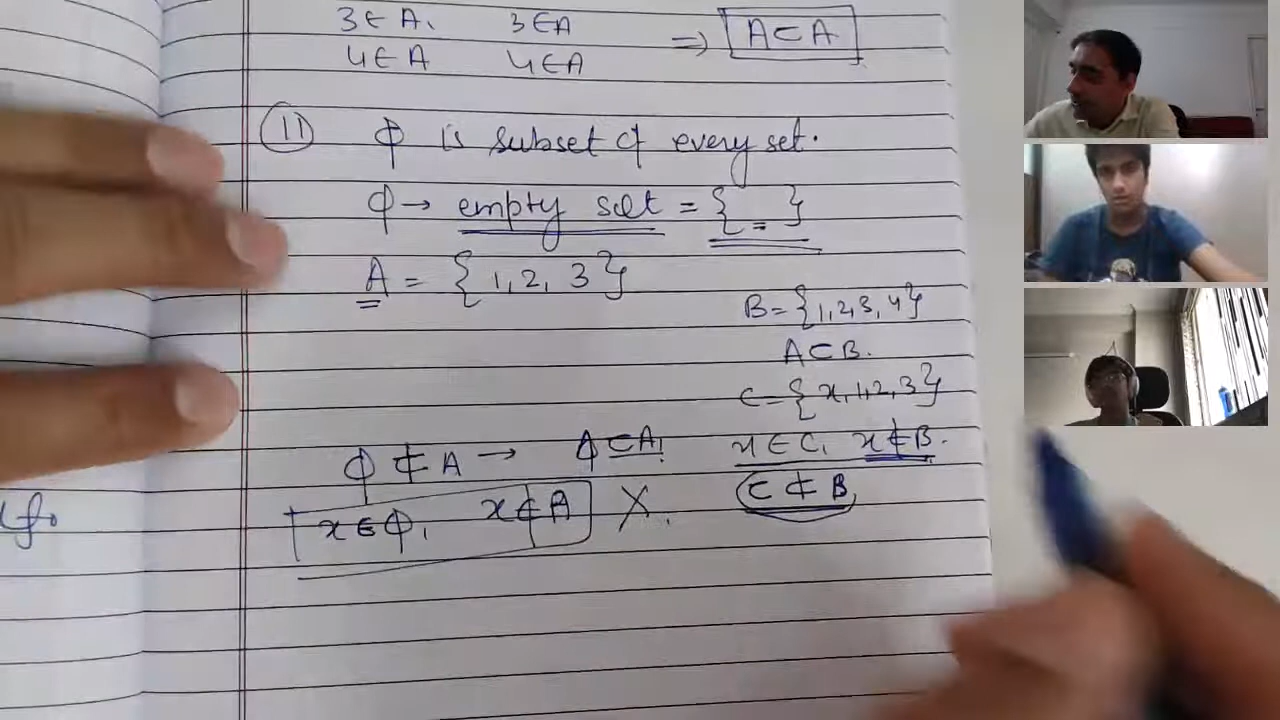 3 ∈ A, 3 ∈ A
4 ∈ A 4 ∈ A ⇒ A ⊂ A
(11) φ is subset of every set.
φ → empty set = { = }
A = { 1, 2, 3 }
B = { 1, 2, 3, 4 }
A ⊂ B.
C = { x, 1, 2, 3 }
φ ⊄ A → φ ⊂ A! x ∈ C, x ∉ B.
x ∈ φ, x ∉ A X. C ⊄ B